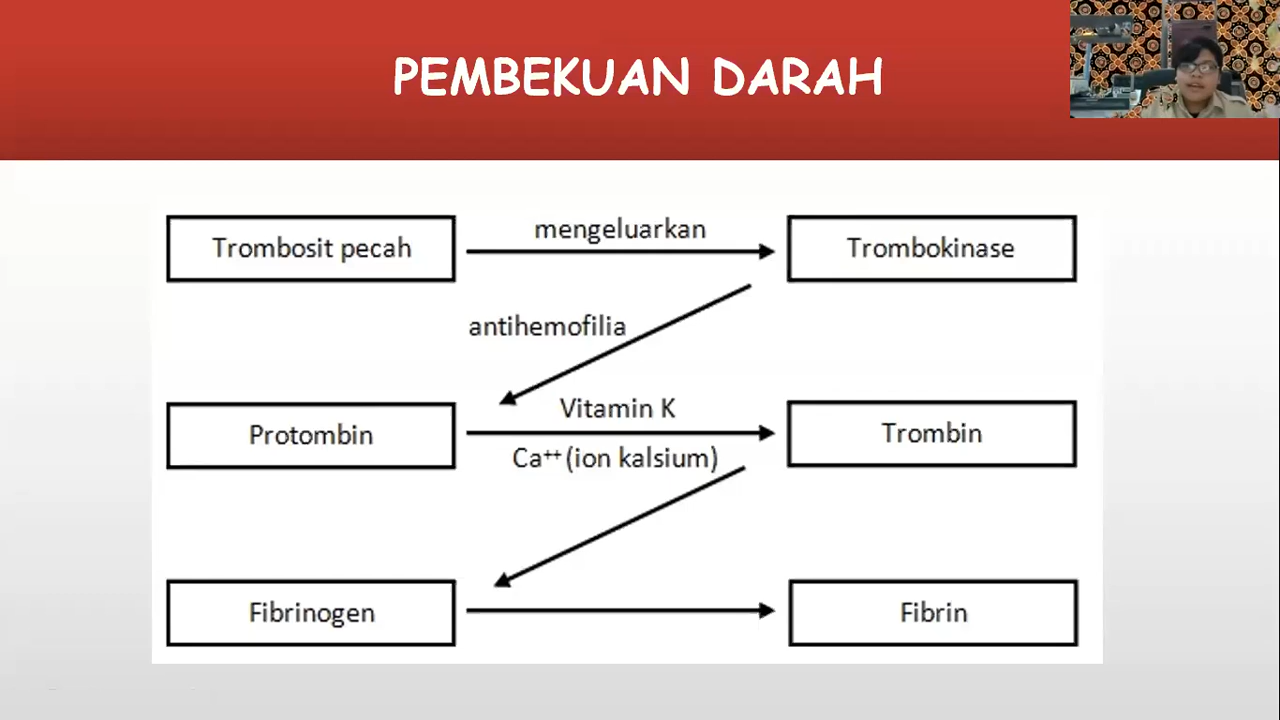 PEMBEKUAN DARAH
Trombosit pecah
mengeluarkan
Trombokinase
antihemofilia
Protombin
Vitamin K
Ca⁺⁺ (ion kalsium)
Trombin
Fibrinogen
Fibrin